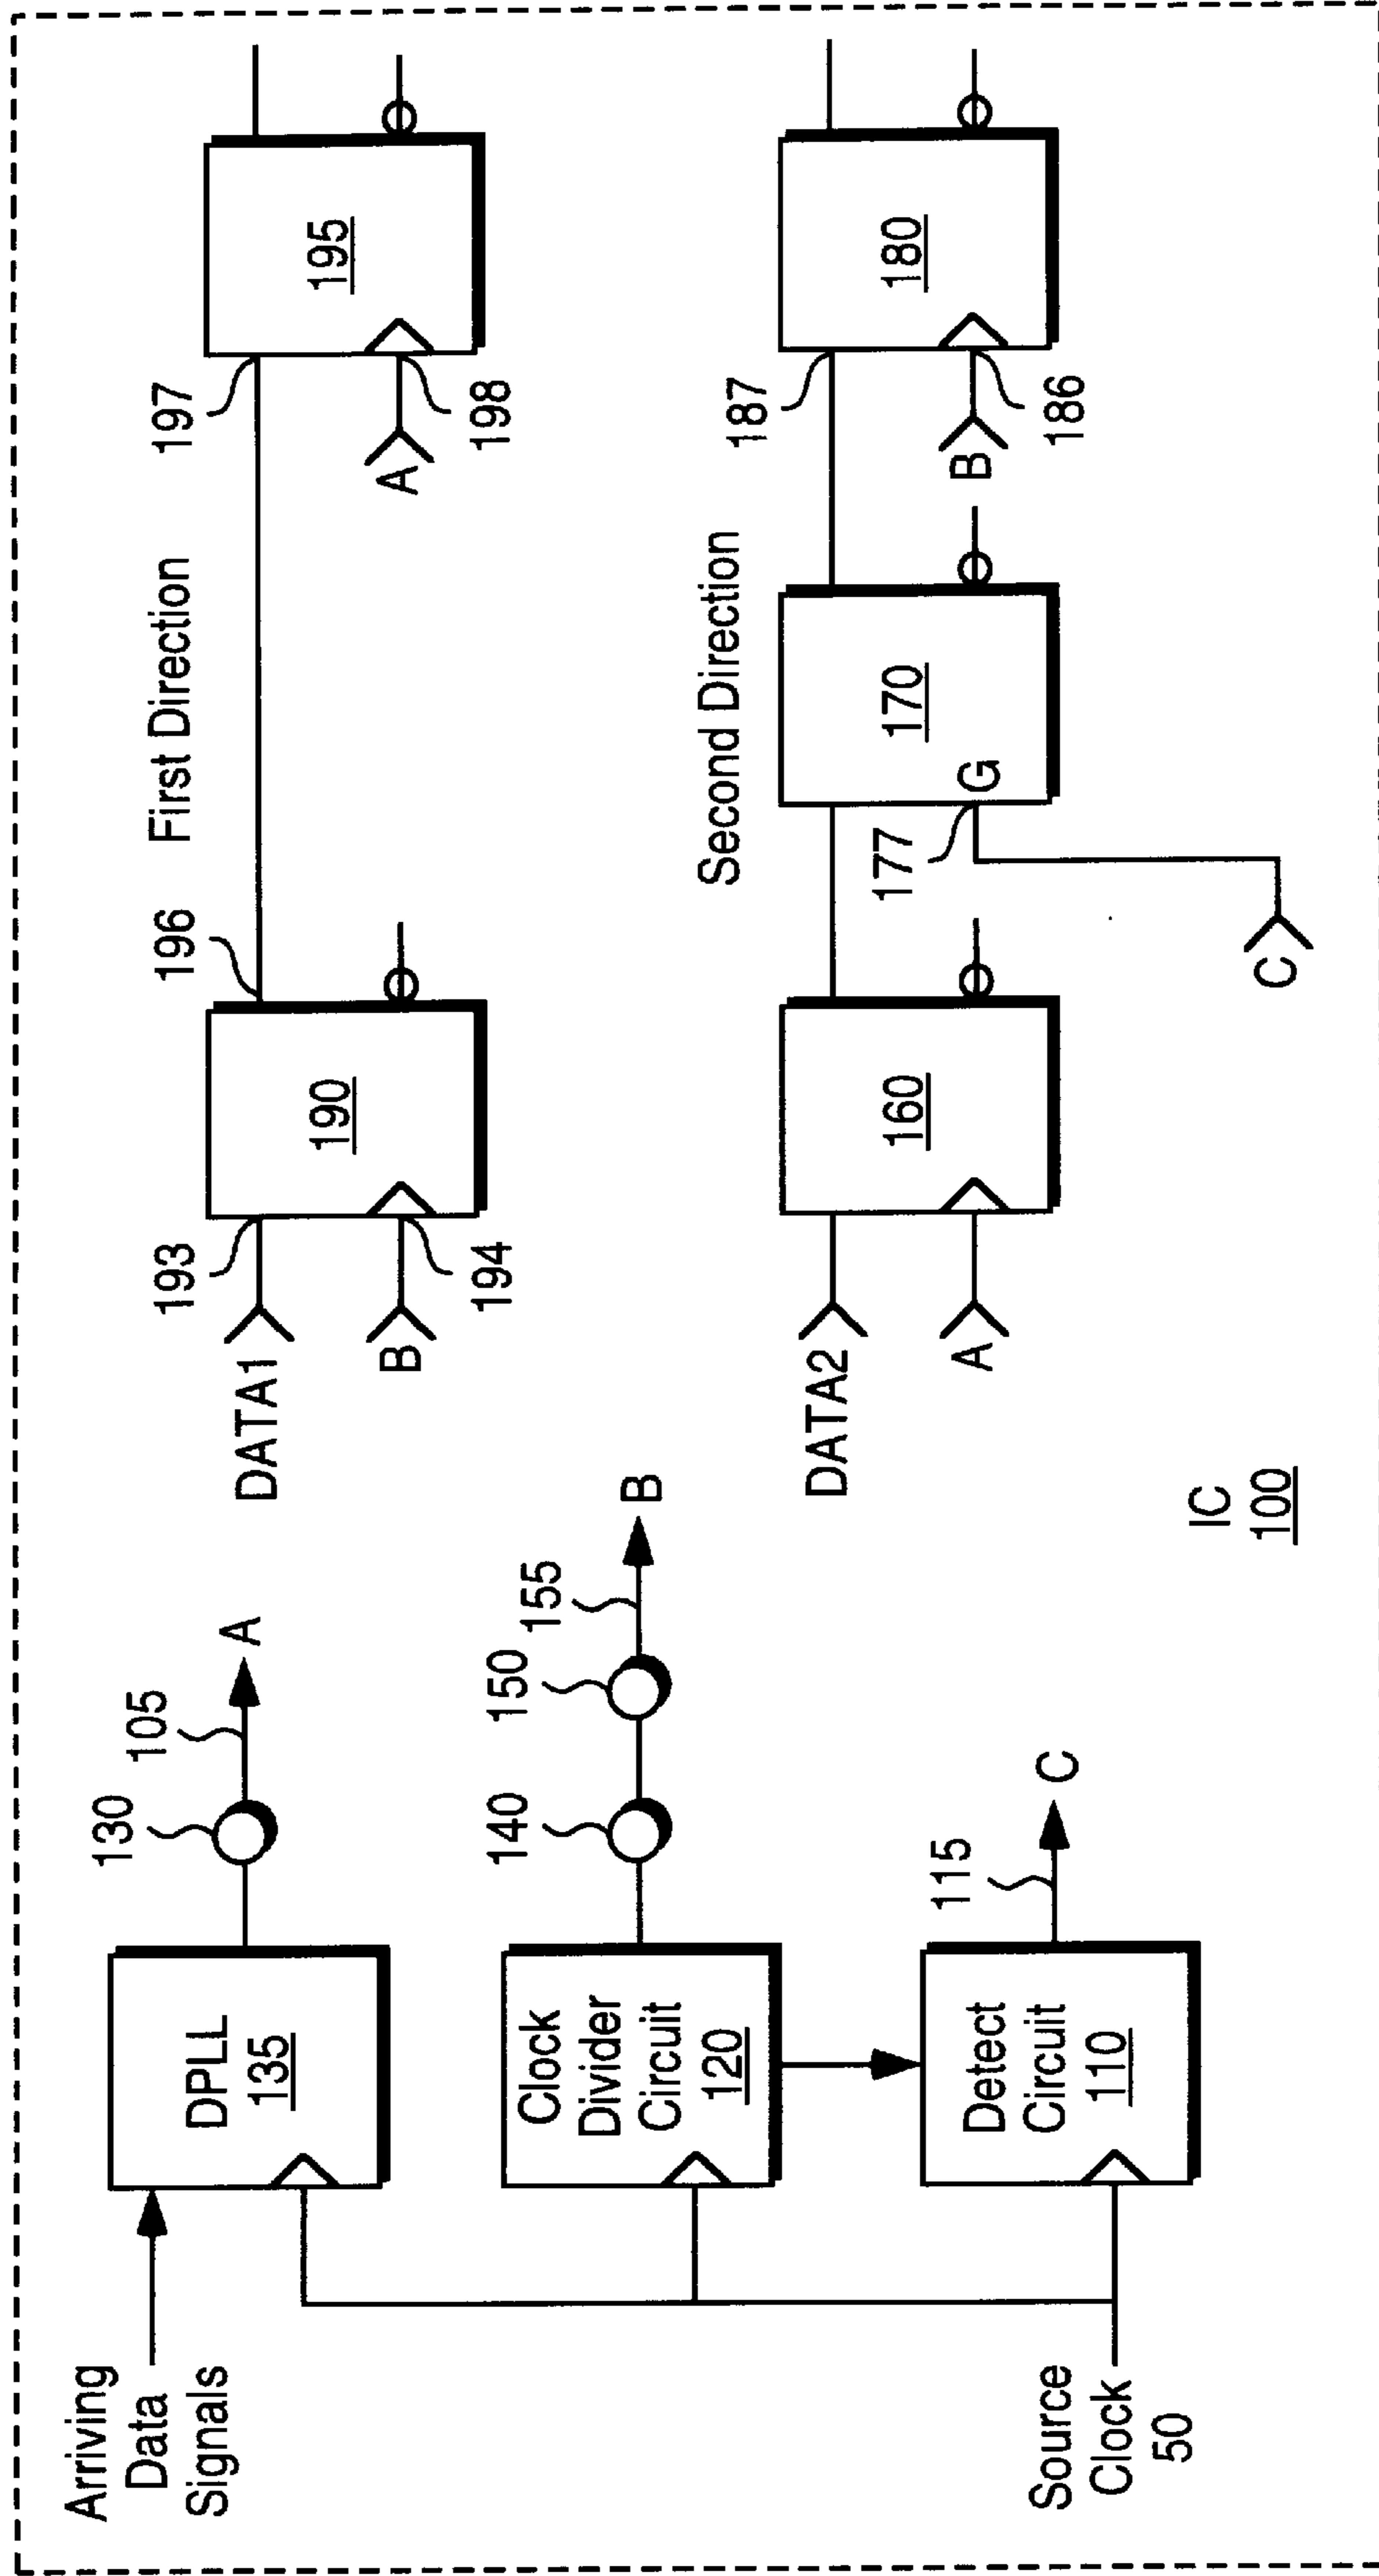 Arriving
Data
Signals
DPLL
135
130
105
A
Clock
Divider
Circuit
120
140
150
155
B
Source
Clock
50
Detect
Circuit
110
115
C
IC
100
First Direction
DATA1
193
B
194
190
196
197
A
198
195
Second Direction
DATA2
A
160
177
G
170
C
187
B
186
180